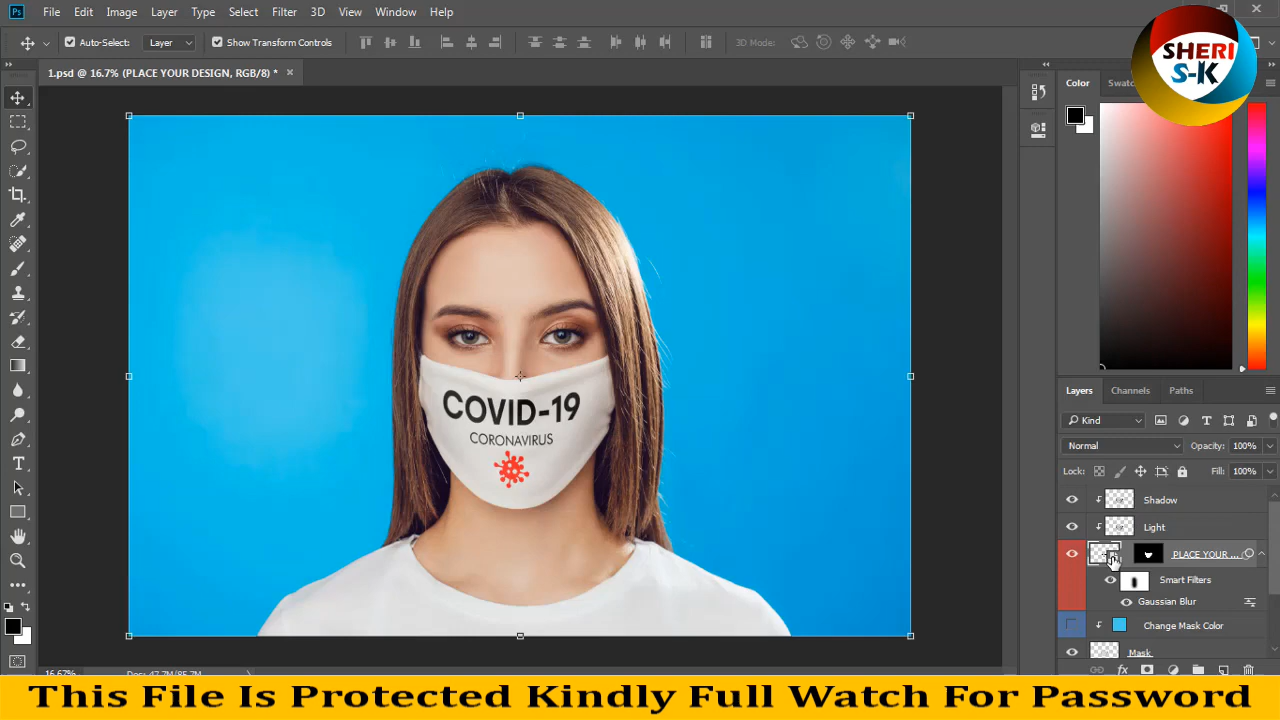 Ps File Edit Image Layer Type Select Filter 3D View Window Help
Auto-Select: Layer Show Transform Controls 3D Mode:
SHERI
S-K
1.psd @ 16.7% (PLACE YOUR DESIGN, RGB/8) *
Color Swatc
COVID-19
CORONAVIRUS
Layers Channels Paths
Kind
Normal Opacity: 100%
Lock: Fill: 100%
Shadow
Light
PLACE YOUR ...
Smart Filters
Gaussian Blur
Change Mask Color
Mask
fx
This File Is Protected Kindly Full Watch For Password